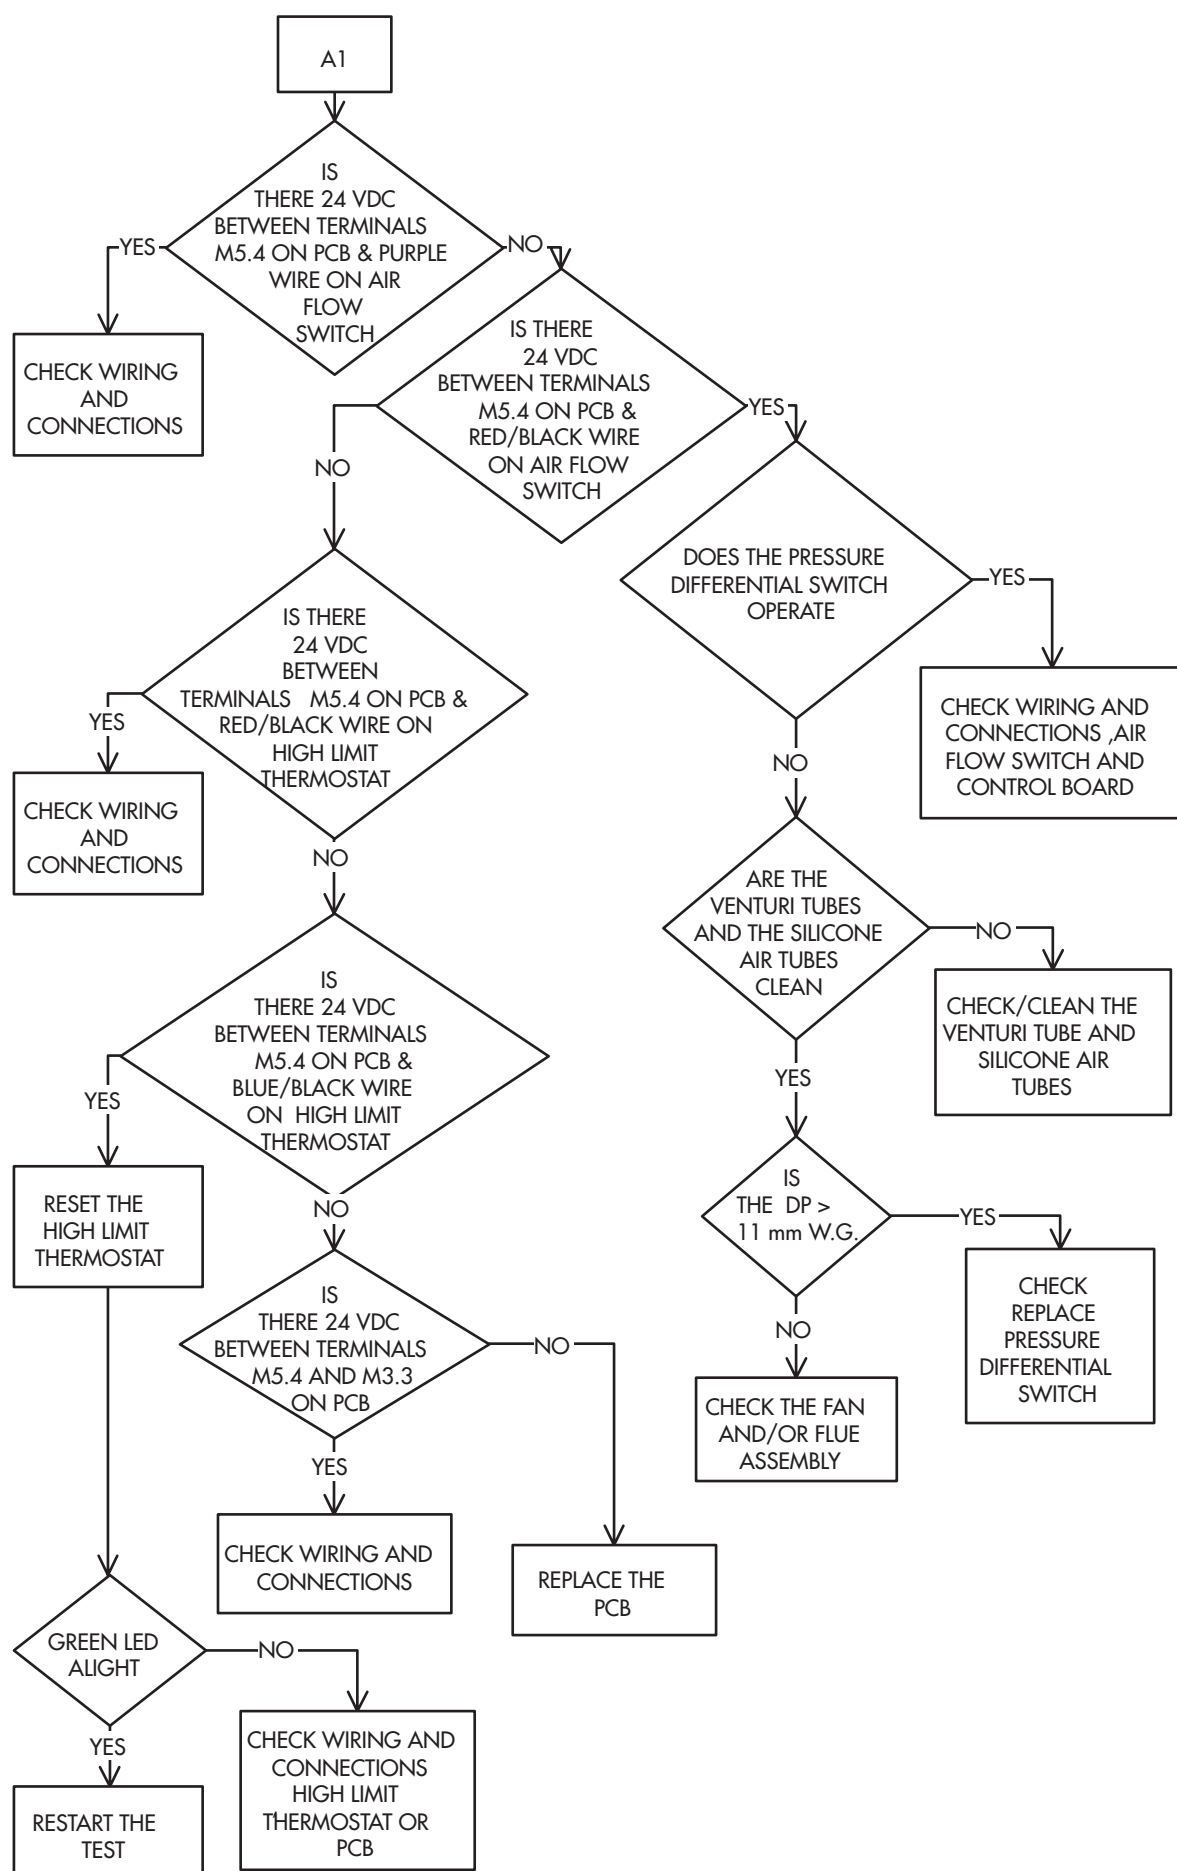 A1
IS
THERE 24 VDC
BETWEEN TERMINALS
M5.4 ON PCB & PURPLE
WIRE ON AIR
FLOW
SWITCH
YES
NO
CHECK WIRING
AND
CONNECTIONS
IS THERE
24 VDC
BETWEEN TERMINALS
M5.4 ON PCB &
RED/BLACK WIRE
ON AIR FLOW
SWITCH
NO
YES
DOES THE PRESSURE
DIFFERENTIAL SWITCH
OPERATE
YES
NO
CHECK WIRING AND
CONNECTIONS ,AIR
FLOW SWITCH AND
CONTROL BOARD
IS THERE
24 VDC
BETWEEN
TERMINALS M5.4 ON PCB &
RED/BLACK WIRE ON
HIGH LIMIT
THERMOSTAT
YES
NO
CHECK WIRING
AND
CONNECTIONS
ARE THE
VENTURI TUBES
AND THE SILICONE
AIR TUBES
CLEAN
NO
YES
CHECK/CLEAN THE
VENTURI TUBE AND
SILICONE AIR
TUBES
IS
THERE 24 VDC
BETWEEN TERMINALS
M5.4 ON PCB &
BLUE/BLACK WIRE
ON HIGH LIMIT
THERMOSTAT
YES
NO
RESET THE
HIGH LIMIT
THERMOSTAT
IS
THE DP >
11 mm W.G.
YES
NO
CHECK
REPLACE
PRESSURE
DIFFERENTIAL
SWITCH
CHECK THE FAN
AND/OR FLUE
ASSEMBLY
IS
THERE 24 VDC
BETWEEN TERMINALS
M5.4 AND M3.3
ON PCB
NO
YES
CHECK WIRING AND
CONNECTIONS
REPLACE THE
PCB
GREEN LED
ALIGHT
NO
YES
CHECK WIRING AND
CONNECTIONS
HIGH LIMIT
THERMOSTAT OR
PCB
RESTART THE
TEST